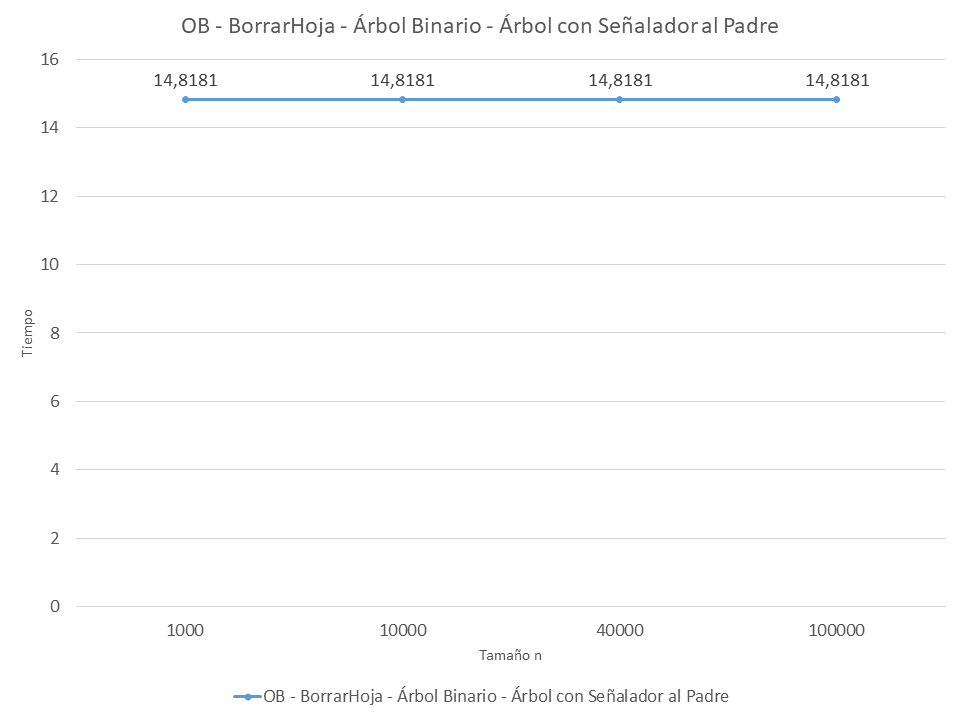 OB - BorrarHoja - Árbol Binario - Árbol con Señalador al Padre
16
14,8181 14,8181 14,8181 14,8181
14
12
10
8
6
4
2
0
Tiempo
1000 10000 40000 100000
Tamaño n
OB - BorrarHoja - Árbol Binario - Árbol con Señalador al Padre